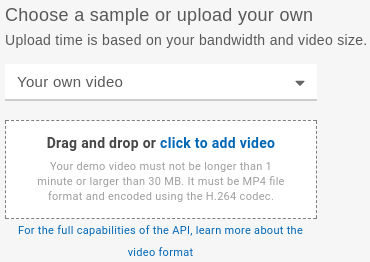 Choose a sample or upload your own
Upload time is based on your bandwidth and video size.
Your own video
Drag and drop or click to add video
Your demo video must not be longer than 1
minute or larger than 30 MB. It must be MP4 file
format and encoded using the H.264 codec.
For the full capabilities of the API, learn more about the
video format